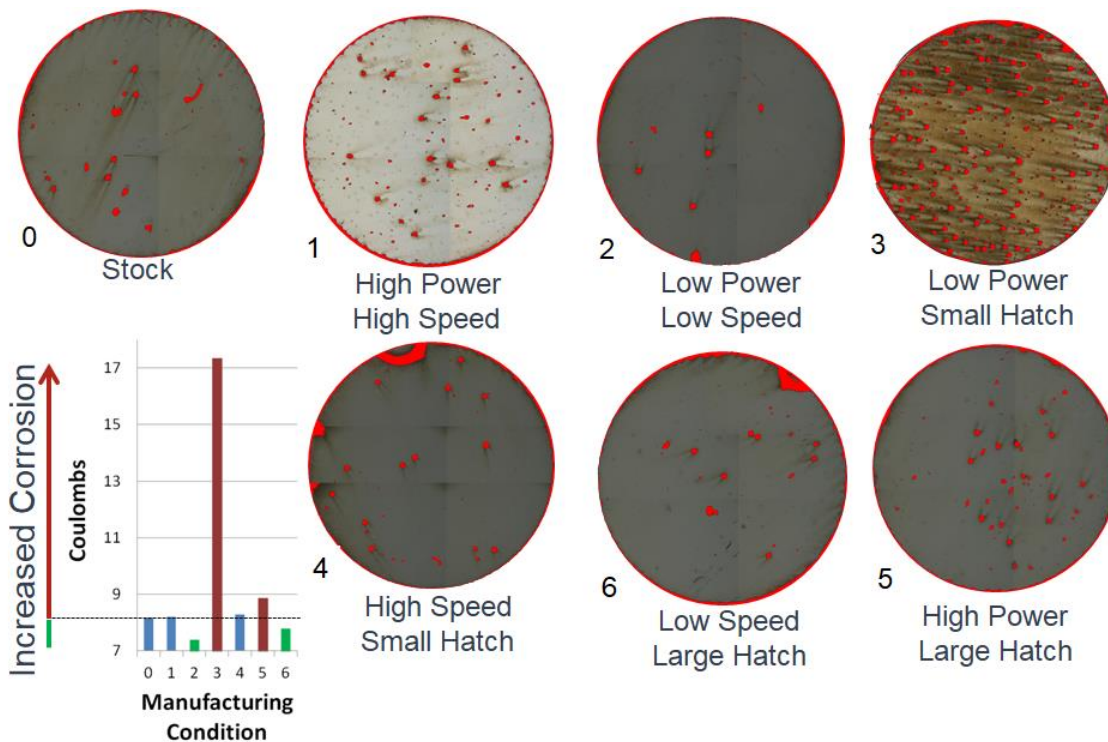 0
Stock
1
High Power
High Speed
2
Low Power
Low Speed
3
Low Power
Small Hatch
Increased Corrosion
Coulombs
17
15
13
11
9
7
0 1 2 3 4 5 6
Manufacturing
Condition
4
High Speed
Small Hatch
6
Low Speed
Large Hatch
5
High Power
Large Hatch